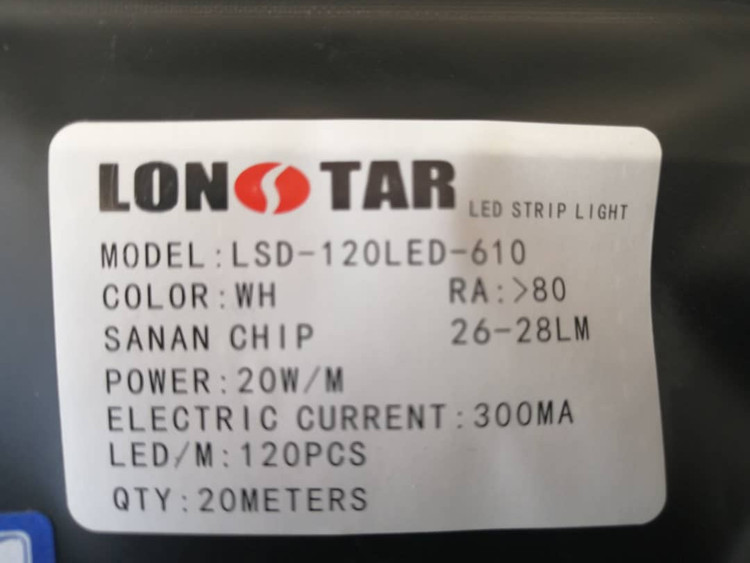 LONSTAR LED STRIP LIGHT
MODEL:LSD-120LED-610
COLOR:WH RA:>80
SANAN CHIP 26-28LM
POWER:20W/M
ELECTRIC CURRENT:300MA
LED/M:120PCS
QTY:20METERS